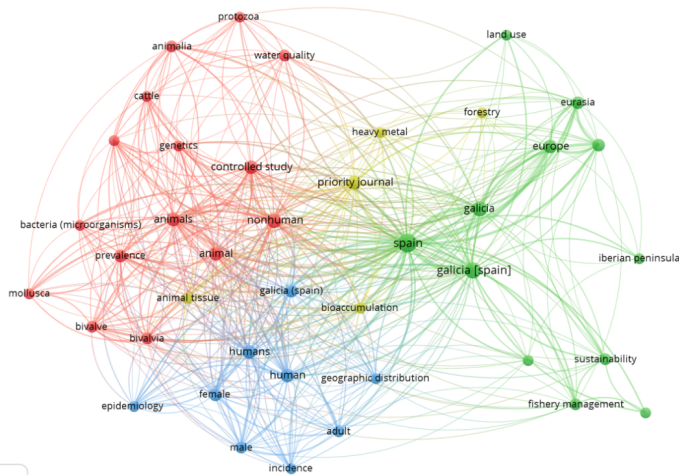 protozoa
land use
animalia
water quality
cattle
eurasia
forestry
heavy metal
genetics
europe
controlled study
priority journal
galicia
animals
nonhuman
bacteria (microorganisms)
spain
animal
prevalence
iberian peninsula
galicia [spain]
mollusca
galicia (spain)
animal tissue
bioaccumulation
bivalve
bivalvia
humans
sustainability
human
geographic distribution
female
epidemiology
fishery management
adult
male
incidence